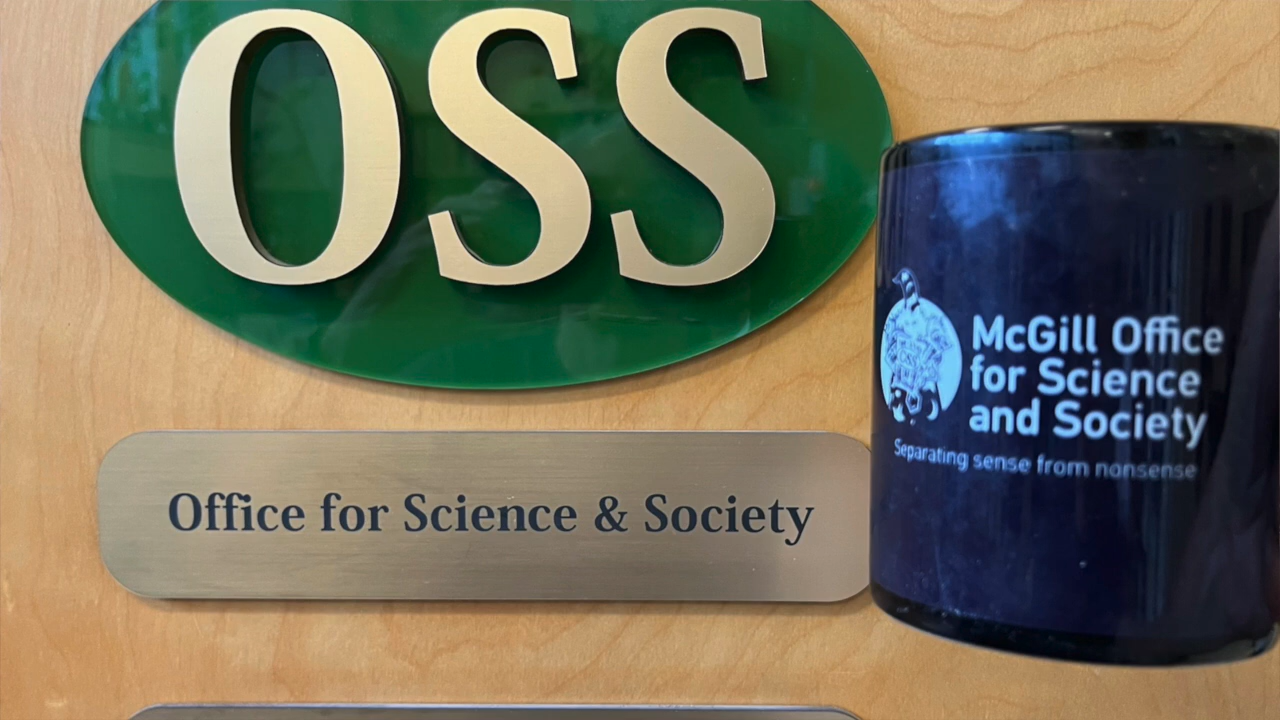 OSS
Office for Science & Society
McGill Office
for Science
and Society
Separating sense from nonsense